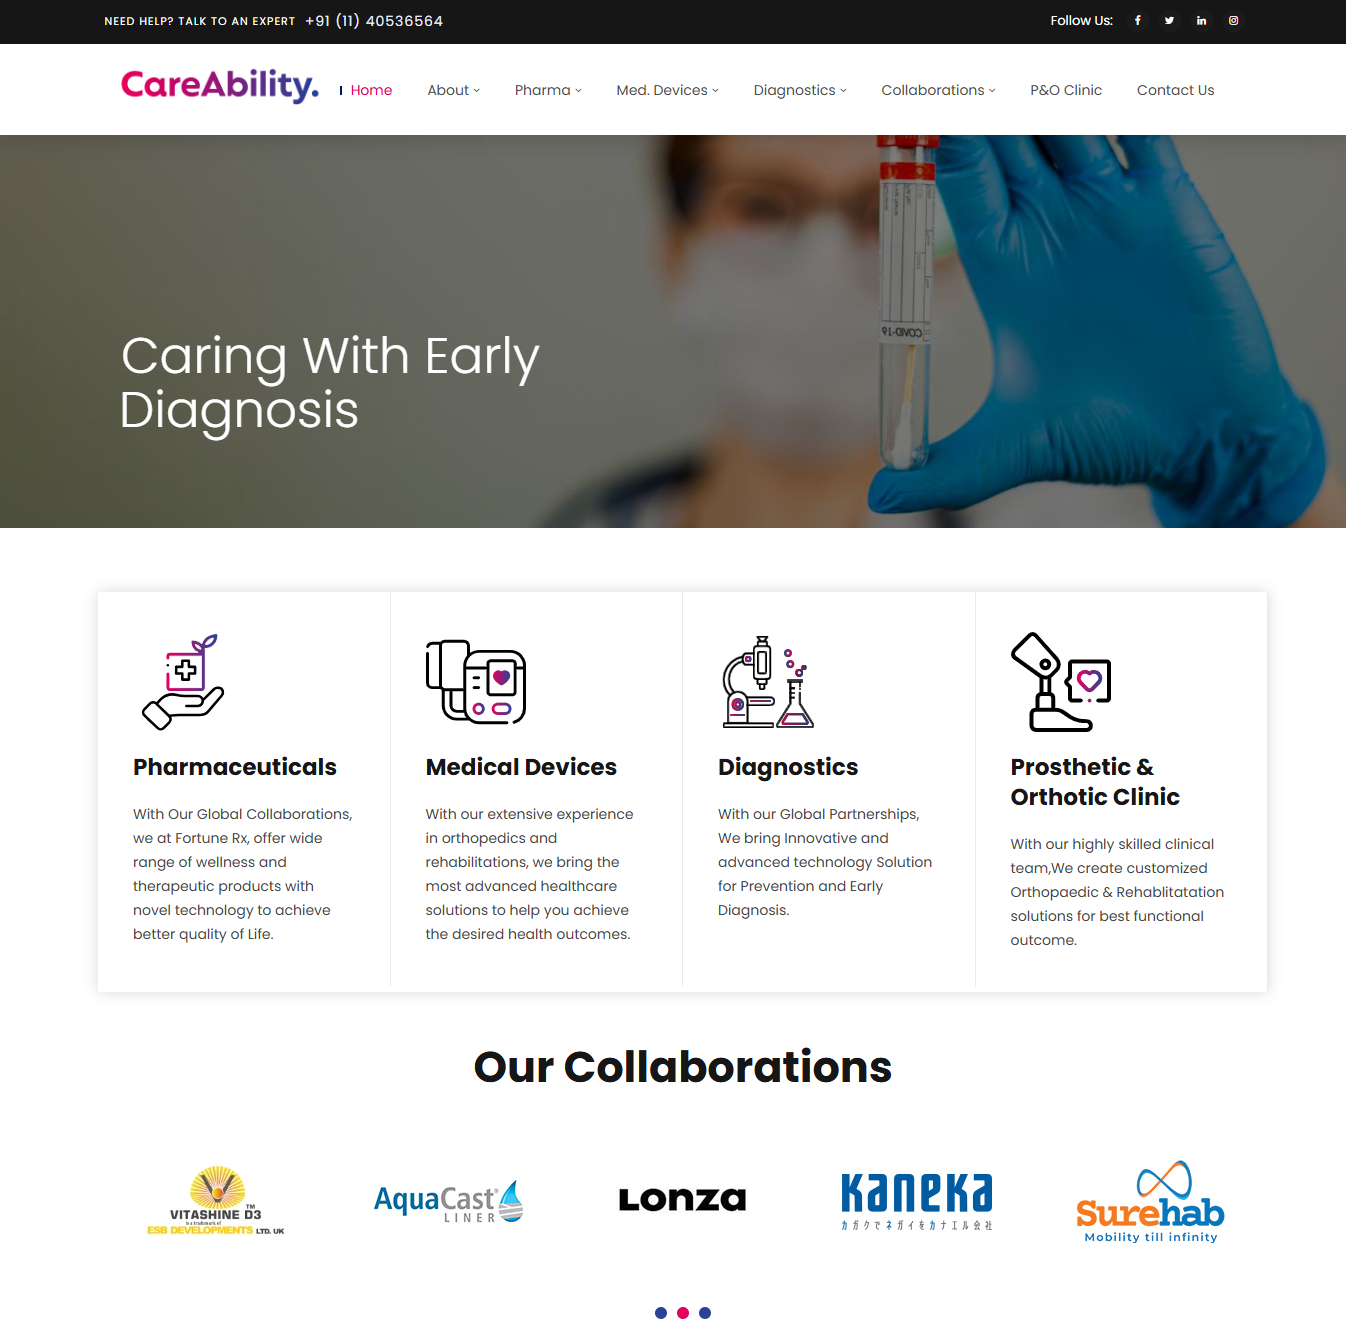 NEED HELP? TALK TO AN EXPERT +91 (11) 40536564
Follow Us:
CareAbility.
Home About Pharma Med. Devices Diagnostics Collaborations P&O Clinic Contact Us
COVID-19
Caring With Early
Diagnosis
Pharmaceuticals
With Our Global Collaborations,
we at Fortune Rx, offer wide
range of wellness and
therapeutic products with
novel technology to achieve
better quality of Life.
Medical Devices
With our extensive experience
in orthopedics and
rehabilitations, we bring the
most advanced healthcare
solutions to help you achieve
the desired health outcomes.
Diagnostics
With our Global Partnerships,
We bring Innovative and
advanced technology Solution
for Prevention and Early
Diagnosis.
Prosthetic &
Orthotic Clinic
With our highly skilled clinical
team,We create customized
Orthopaedic & Rehablitatation
solutions for best functional
outcome.
Our Collaborations
VITASHINE D3 ™
is a trademark of
ESB DEVELOPMENTS LTD. UK
AquaCast®
LINER
Lonza
Kaneka
カガクでネガイをカナエル会社
Surehab
Mobility till infinity